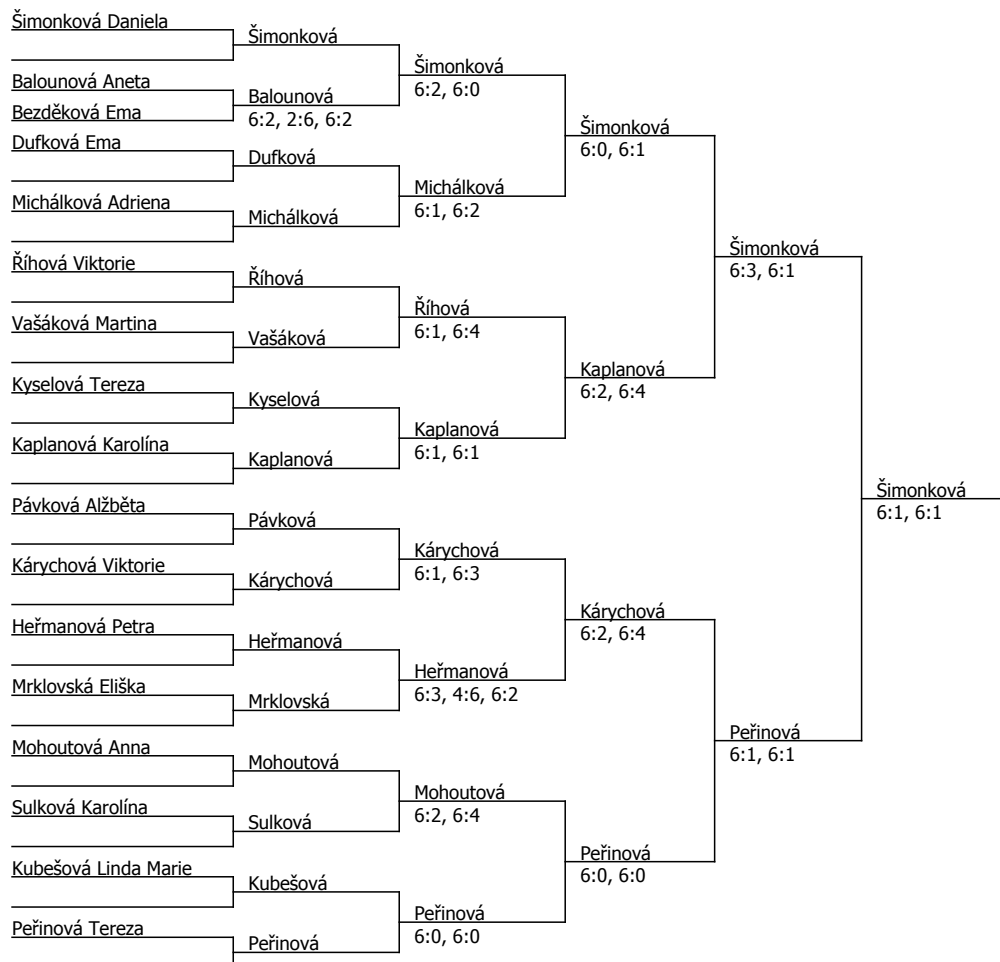 Šimonková Daniela
Šimonková
Šimonková
6:2, 6:0
Balounová Aneta
Balounová
6:2, 2:6, 6:2
Bezděková Ema
Šimonková
6:0, 6:1
Dufková Ema
Dufková
Michálková
6:1, 6:2
Michálková Adriena
Michálková
Šimonková
6:3, 6:1
Říhová Viktorie
Říhová
Říhová
6:1, 6:4
Vašáková Martina
Vašáková
Kaplanová
6:2, 6:4
Kyselová Tereza
Kyselová
Kaplanová
6:1, 6:1
Kaplanová Karolína
Kaplanová
Šimonková
6:1, 6:1
Pávková Alžběta
Pávková
Kárychová
6:1, 6:3
Kárychová Viktorie
Kárychová
Kárychová
6:2, 6:4
Heřmanová Petra
Heřmanová
Heřmanová
6:3, 4:6, 6:2
Mrklovská Eliška
Mrklovská
Peřinová
6:1, 6:1
Mohoutová Anna
Mohoutová
Mohoutová
6:2, 6:4
Sulková Karolína
Sulková
Peřinová
6:0, 6:0
Kubešová Linda Marie
Kubešová
Peřinová
6:0, 6:0
Peřinová Tereza
Peřinová